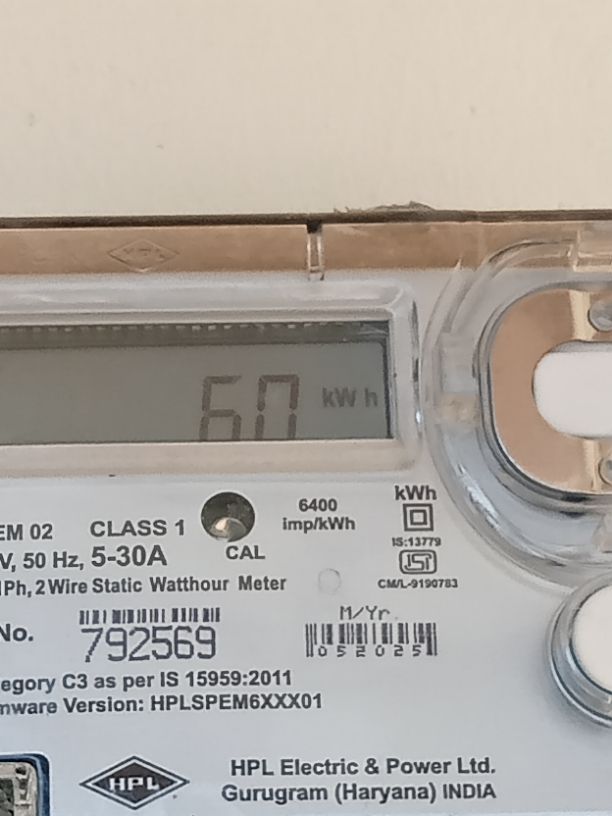 HPL
60 kWh
6400
imp/kWh
kWh
EM 02 CLASS 1
CAL
IS:13779
V, 50 Hz, 5-30A
Ph, 2 Wire Static Watthour Meter
CM/L-9190783
No. 792569
M/Yr.
052025
egory C3 as per IS 15959:2011
mware Version: HPLSPEM6XXX01
HPL
HPL Electric & Power Ltd.
Gurugram (Haryana) INDIA